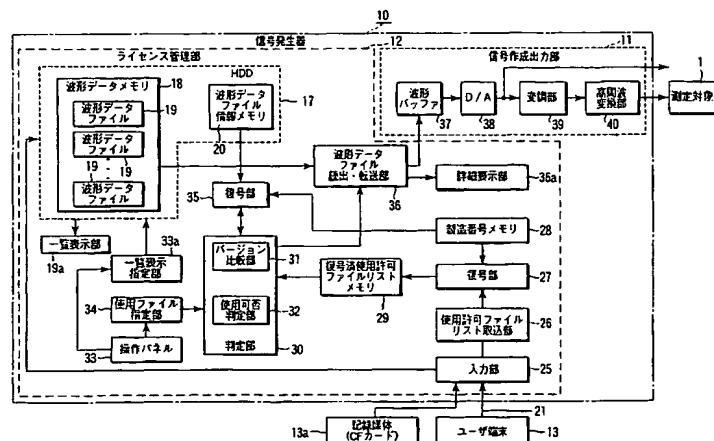 10
信号発生器
12
11
ライセンス管理部
信号作成出力部
1
HDD
波形データメモリ
18
波形データ
ファイル
19
波形データ
ファイル
19
19
波形データ
ファイル
波形データ
ファイル
情報メモリ
17
20
波形
バッファ
37
D/A
38
変調部
39
高周波
変換部
40
測定対象
波形データ
ファイル
読出・転送部
36
詳細表示部
36a
35
復号部
製造番号メモリ
28
一覧表示部
19a
一覧表示
指定部
33a
バージョン
比較部
31
復号済使用許可
ファイルリスト
メモリ
29
復号部
27
34
使用ファイル
指定部
使用可否
判定部
32
使用許可ファイル
リスト取込部
26
33
操作パネル
判定部
30
入力部
25
21
13a
記録媒体
(CFカード)
ユーザ端末
13